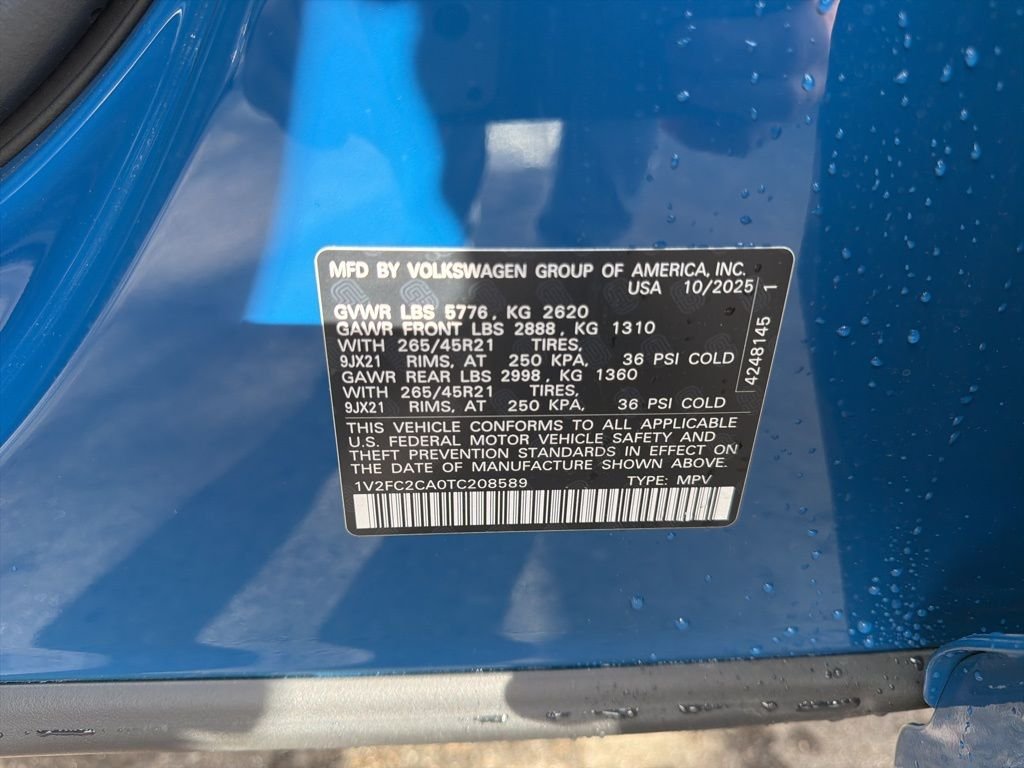 MFD BY VOLKSWAGEN GROUP OF AMERICA, INC.
USA 10/2025
GVWR LBS 5776, KG 2620
GAWR FRONT LBS 2888, KG 1310
WITH 265/45R21 TIRES,
9JX21 RIMS, AT 250 KPA, 36 PSI COLD
GAWR REAR LBS 2998, KG 1360
WITH 265/45R21 TIRES,
9JX21 RIMS, AT 250 KPA, 36 PSI COLD
4248145 1
THIS VEHICLE CONFORMS TO ALL APPLICABLE
U.S. FEDERAL MOTOR VEHICLE SAFETY AND
THEFT PREVENTION STANDARDS IN EFFECT ON
THE DATE OF MANUFACTURE SHOWN ABOVE.
1V2FC2CA0TC208589 TYPE: MPV